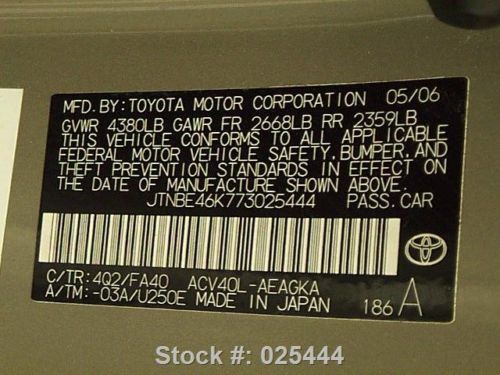 MFD. BY: TOYOTA MOTOR CORPORATION 05/06
GVWR 4380LB GAWR FR 2668LB RR 2359LB
THIS VEHICLE CONFORMS TO ALL APPLICABLE
FEDERAL MOTOR VEHICLE SAFETY, BUMPER, AND
THEFT PREVENTION STANDARDS IN EFFECT ON
THE DATE OF MANUFACTURE SHOWN ABOVE.
JTNBE46K773025444 PASS. CAR
C/TR: 4Q2/FA40 ACV40L-AEAGKA
A/TM: -03A/U250E MADE IN JAPAN 186 A
Stock #: 025444